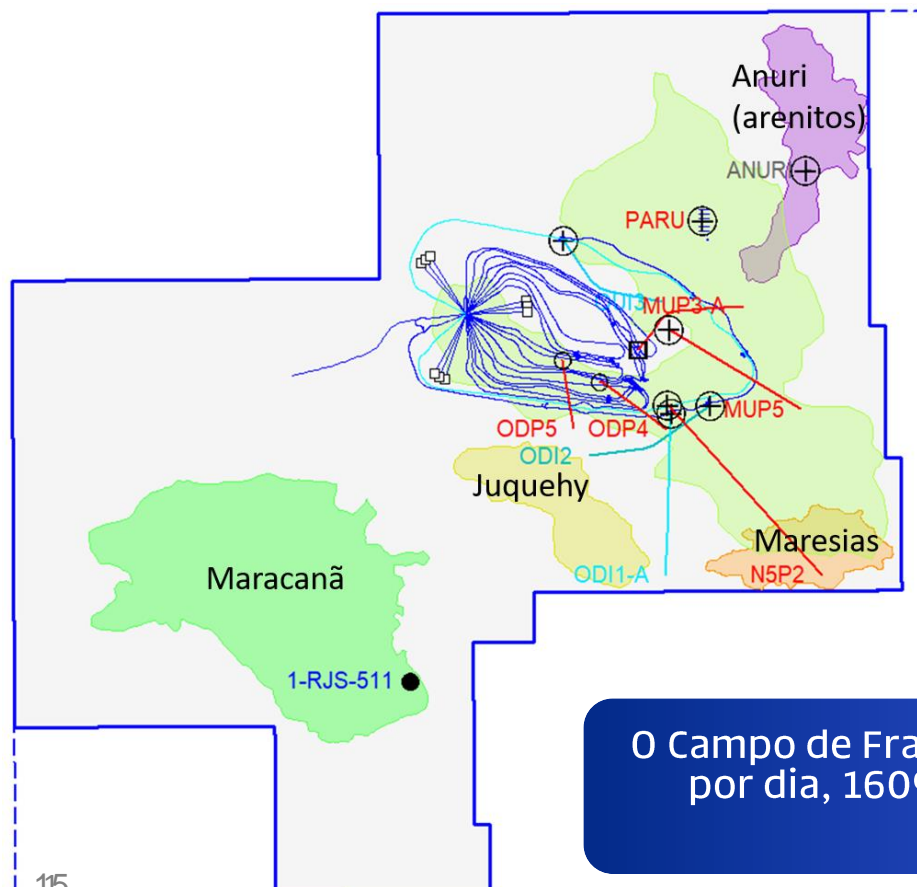 Anuri
(arenitos)
ANURI
PARU
MUP3-A
MUP5
ODP5
ODP4
ODI2
Juquehy
Maresias
ODI1-A
N5P2
Maracanã
1-RJS-511
O Campo de Fra
por dia, 160
115